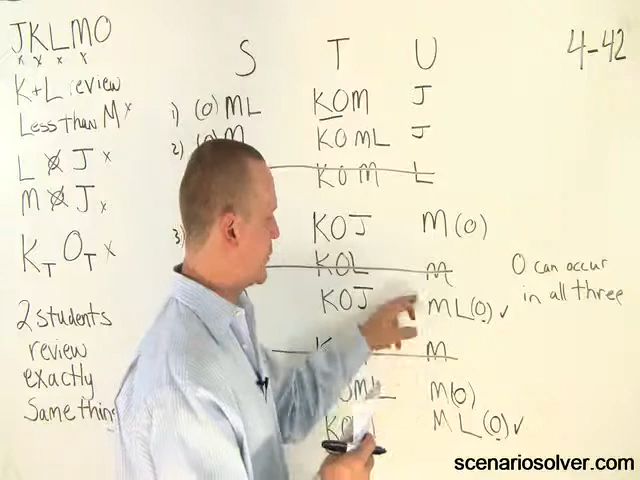 JKLMO
x x x x
K+L review
Less than M x
L X J x
M X J x
K T O T x
2 students
review
exactly
Same thing
S T U
4-42
1) (O) ML KOM J
2) M KOML J
KOM L
3) KOJ M(O)
KOL M
KOJ ML(O) ✓
M
ML M(O)
ML(O) ✓
O can occur
in all three
scenariosolver.com